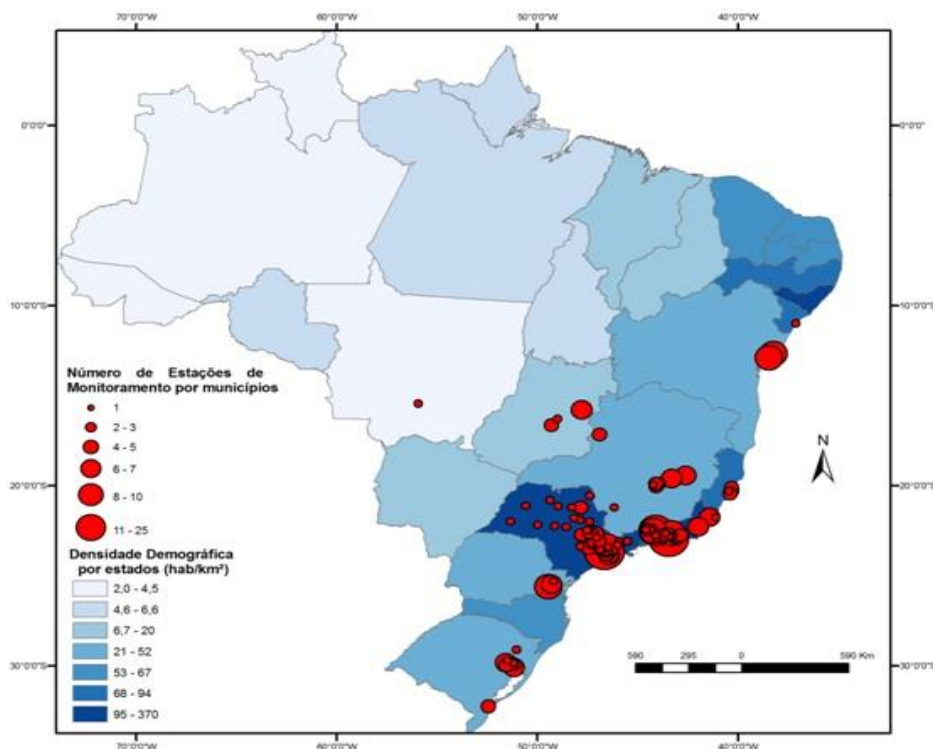 70°0'0"W 60°0'0"W 50°0'0"W 40°0'0"W
0°0'0" 0°0'0"
10°0'0"S 10°0'0"S
20°0'0"S 20°0'0"S
30°0'0"S 30°0'0"S
Número de Estações de
Monitoramento por municípios
1
2 - 3
4 - 5
6 - 7
8 - 10
11 - 25
Densidade Demográfica
por estados (hab/km²)
2,0 - 4,5
4,6 - 6,6
6,7 - 20
21 - 52
53 - 67
68 - 94
95 - 370
N
590 295 0 590 Km
70°0'0"W 60°0'0"W 50°0'0"W 40°0'0"W